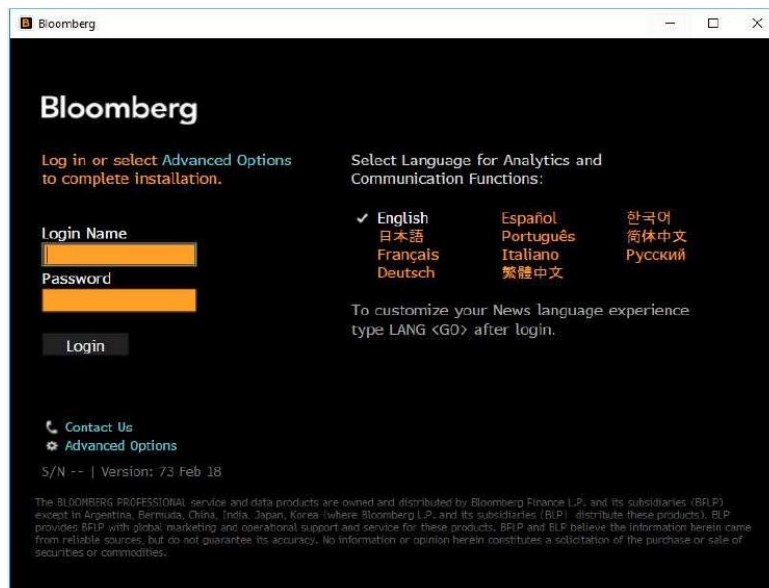 Bloomberg
Bloomberg
Log in or select Advanced Options
to complete installation.
Login Name
Password
Login
Select Language for Analytics and
Communication Functions:
English Español 한국어
日本語 Português 简体中文
Français Italiano Русский
Deutsch 繁體中文
To customize your News language experience
type LANG <GO> after login.
Contact Us
Advanced Options
S/N -- | Version: 73 Feb 18
The BLOOMBERG PROFESSIONAL service and data products are owned and distributed by Bloomberg Finance L.P. and its subsidiaries (BFLP)
except in Argentina, Bermuda, China, India, Japan, Korea (where Bloomberg L.P. and its subsidiaries (BLP) distribute these products). BLP
provides BFLP with global marketing and operational support and service for these products. BFLP and BLP believe the information herein came
from reliable sources, but do not guarantee its accuracy. No information or opinion herein constitutes a solicitation of the purchase or sale of
securities or commodities.